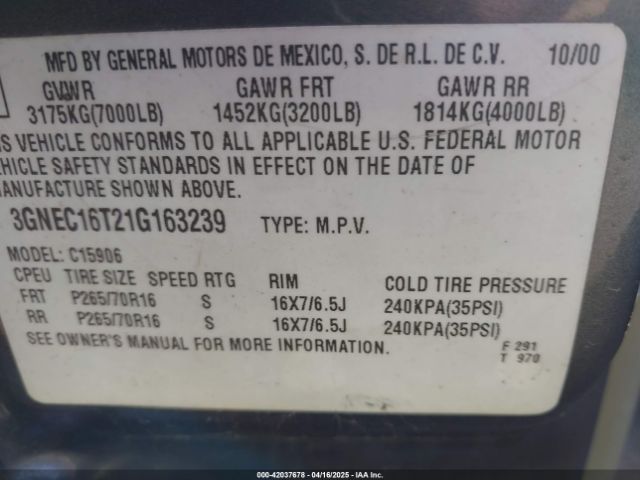 MFD BY GENERAL MOTORS DE MEXICO, S. DE R.L. DE C.V. 10/00
GVWR GAWR FRT GAWR RR
3175KG(7000LB) 1452KG(3200LB) 1814KG(4000LB)
VEHICLE CONFORMS TO ALL APPLICABLE U.S. FEDERAL MOTOR
EHICLE SAFETY STANDARDS IN EFFECT ON THE DATE OF
ANUFACTURE SHOWN ABOVE.
3GNEC16T21G163239 TYPE: M.P.V.
MODEL: C15906
CPEU TIRE SIZE SPEED RTG RIM COLD TIRE PRESSURE
FRT P265/70R16 S 16X7/6.5J 240KPA(35PSI)
RR P265/70R16 S 16X7/6.5J 240KPA(35PSI)
SEE OWNER'S MANUAL FOR MORE INFORMATION.
F 291
T 970
000-42037678 - 04/16/2025 - IAA Inc.